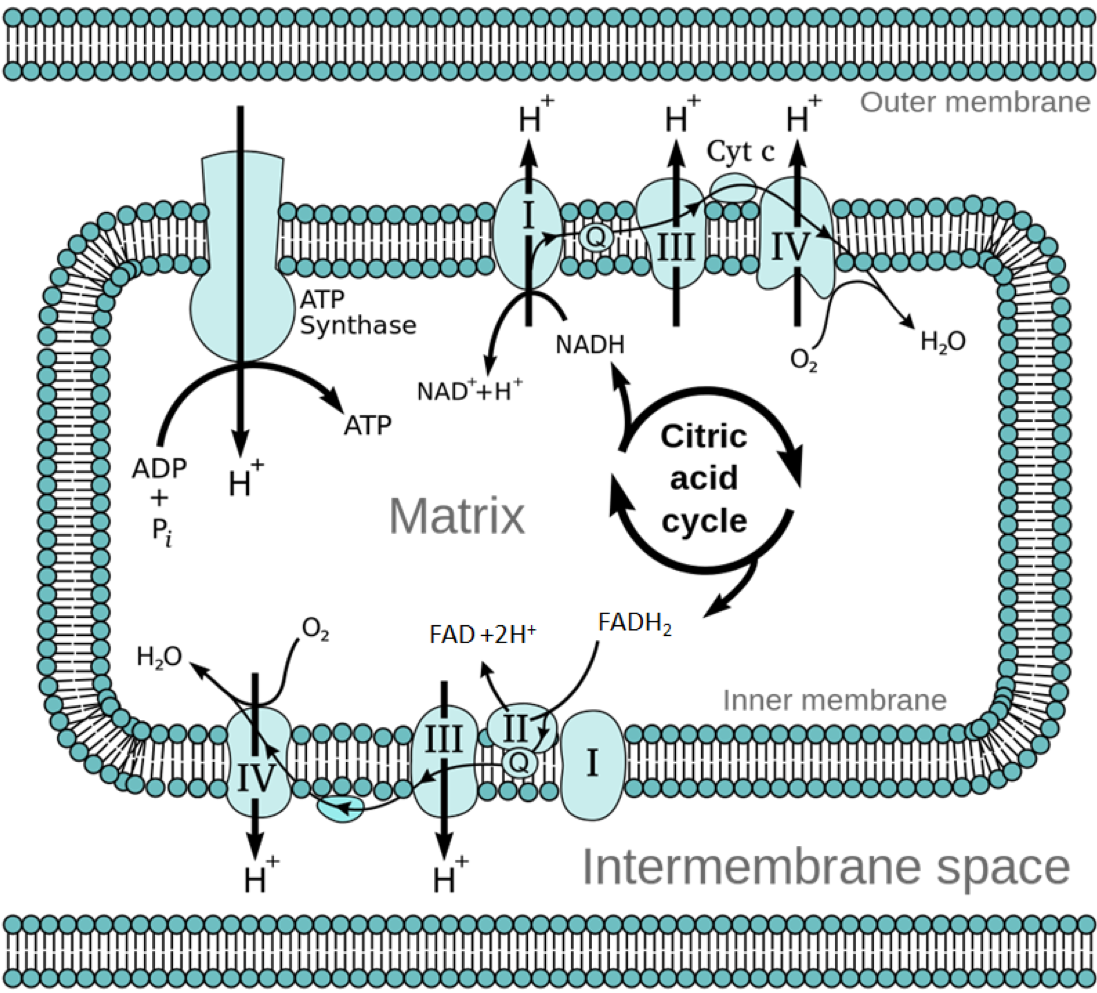 Outer membrane
H⁺
H⁺
H⁺
Cyt c
I
Q
III
IV
ATP
Synthase
NADH
O₂
H₂O
NAD⁺+H⁺
ATP
ADP
+
Pᵢ
H⁺
Citric
acid
cycle
Matrix
FADH₂
FAD +2H⁺
O₂
H₂O
Inner membrane
II
III
Q
I
IV
H⁺
H⁺
Intermembrane space